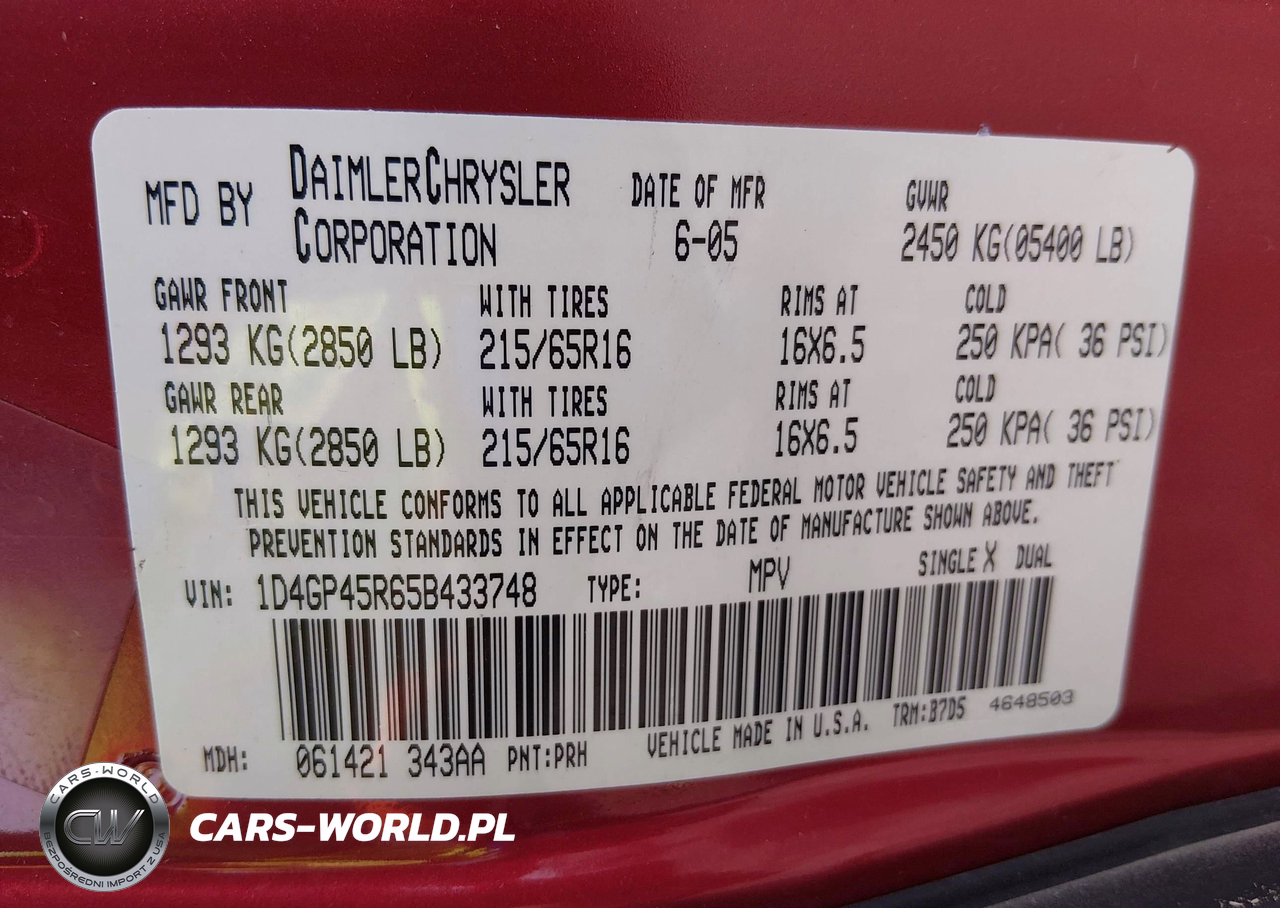 MFD BY DAIMLERCHRYSLER CORPORATION DATE OF MFR 6-05 GVWR 2450 KG(05400 LB)
GAWR FRONT WITH TIRES RIMS AT COLD
1293 KG(2850 LB) 215/65R16 16X6.5 250 KPA( 36 PSI)
GAWR REAR WITH TIRES RIMS AT COLD
1293 KG(2850 LB) 215/65R16 16X6.5 250 KPA( 36 PSI)
THIS VEHICLE CONFORMS TO ALL APPLICABLE FEDERAL MOTOR VEHICLE SAFETY AND THEFT
PREVENTION STANDARDS IN EFFECT ON THE DATE OF MANUFACTURE SHOWN ABOVE.
VIN: 1D4GP45R65B433748 TYPE: MPV SINGLE X DUAL
MDH: 061421 343AA PNT:PRH VEHICLE MADE IN U.S.A. TRM:B7D5 4648503
CARS-WORLD
CW
BEZPOŚREDNI IMPORT Z USA
CARS-WORLD.PL